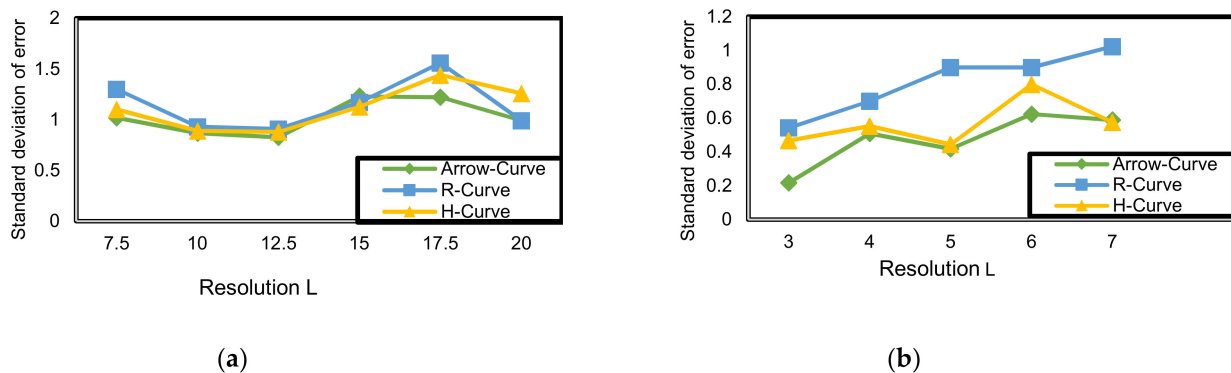 2
1.5
1
0.5
0
Standard deviation of error
Arrow-Curve
R-Curve
H-Curve
7.5 10 12.5 15 17.5 20
Resolution L
(a)
1.2
1
0.8
0.6
0.4
0.2
0
Standard deviation of error
Arrow-Curve
R-Curve
H-Curve
3 4 5 6 7
Resolution L
(b)